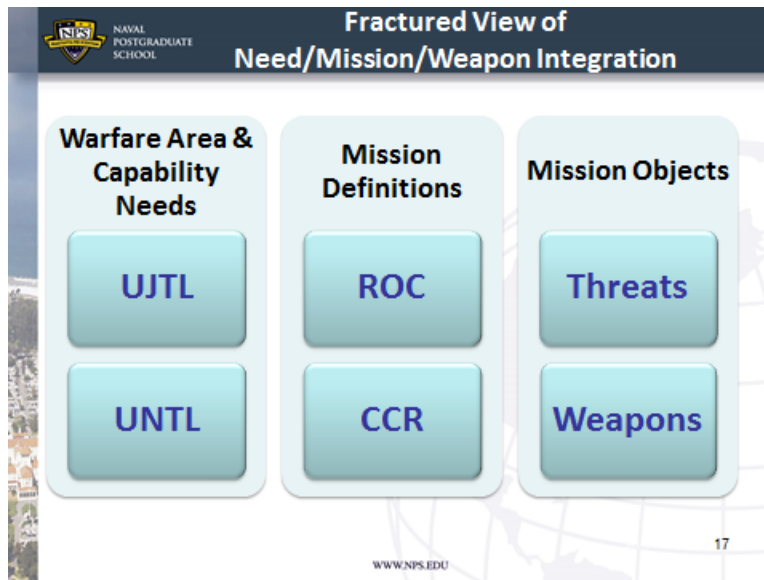 NPS
NAVAL
POSTGRADUATE
SCHOOL
Fractured View of
Need/Mission/Weapon Integration
Warfare Area &
Capability
Needs
UJTL
UNTL
Mission
Definitions
ROC
CCR
Mission Objects
Threats
Weapons
17
WWW.NPS.EDU